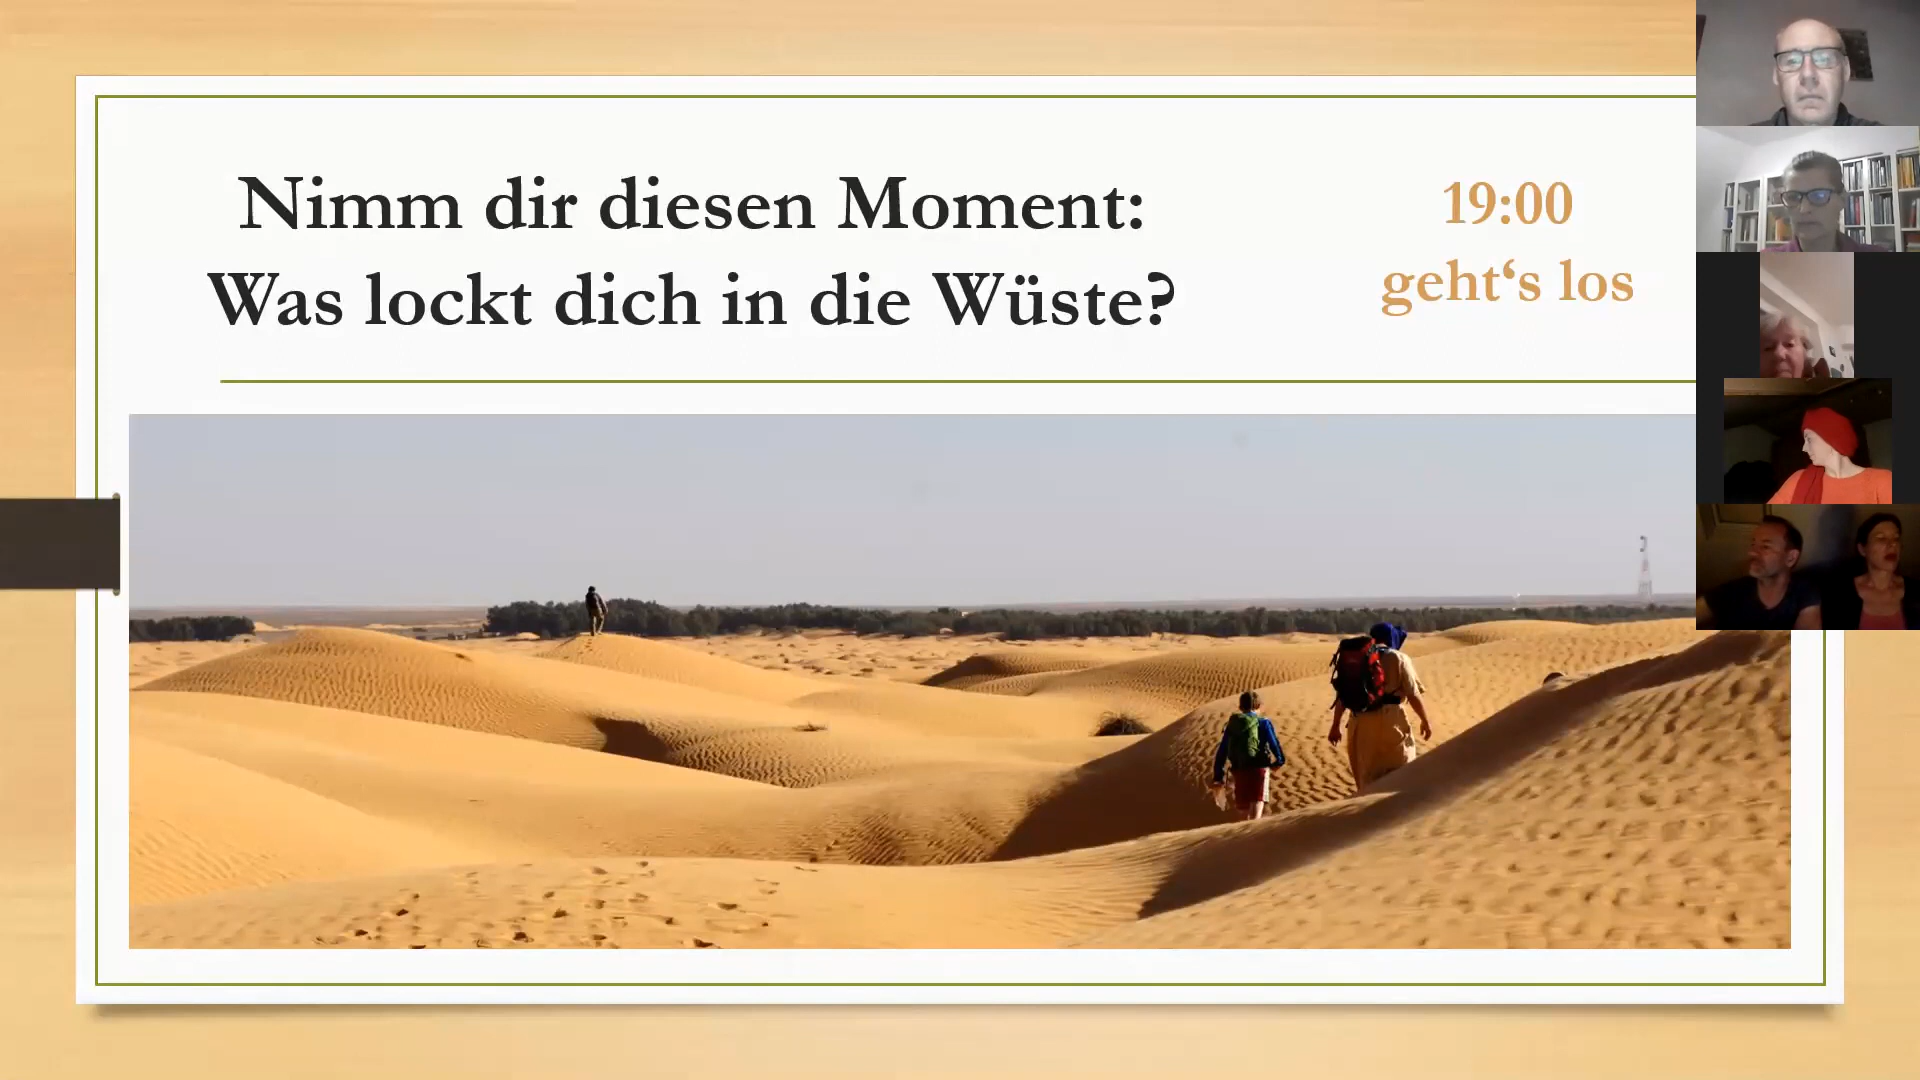 Nimm dir diesen Moment:
Was lockt dich in die Wüste?
19:00
geht‘s los